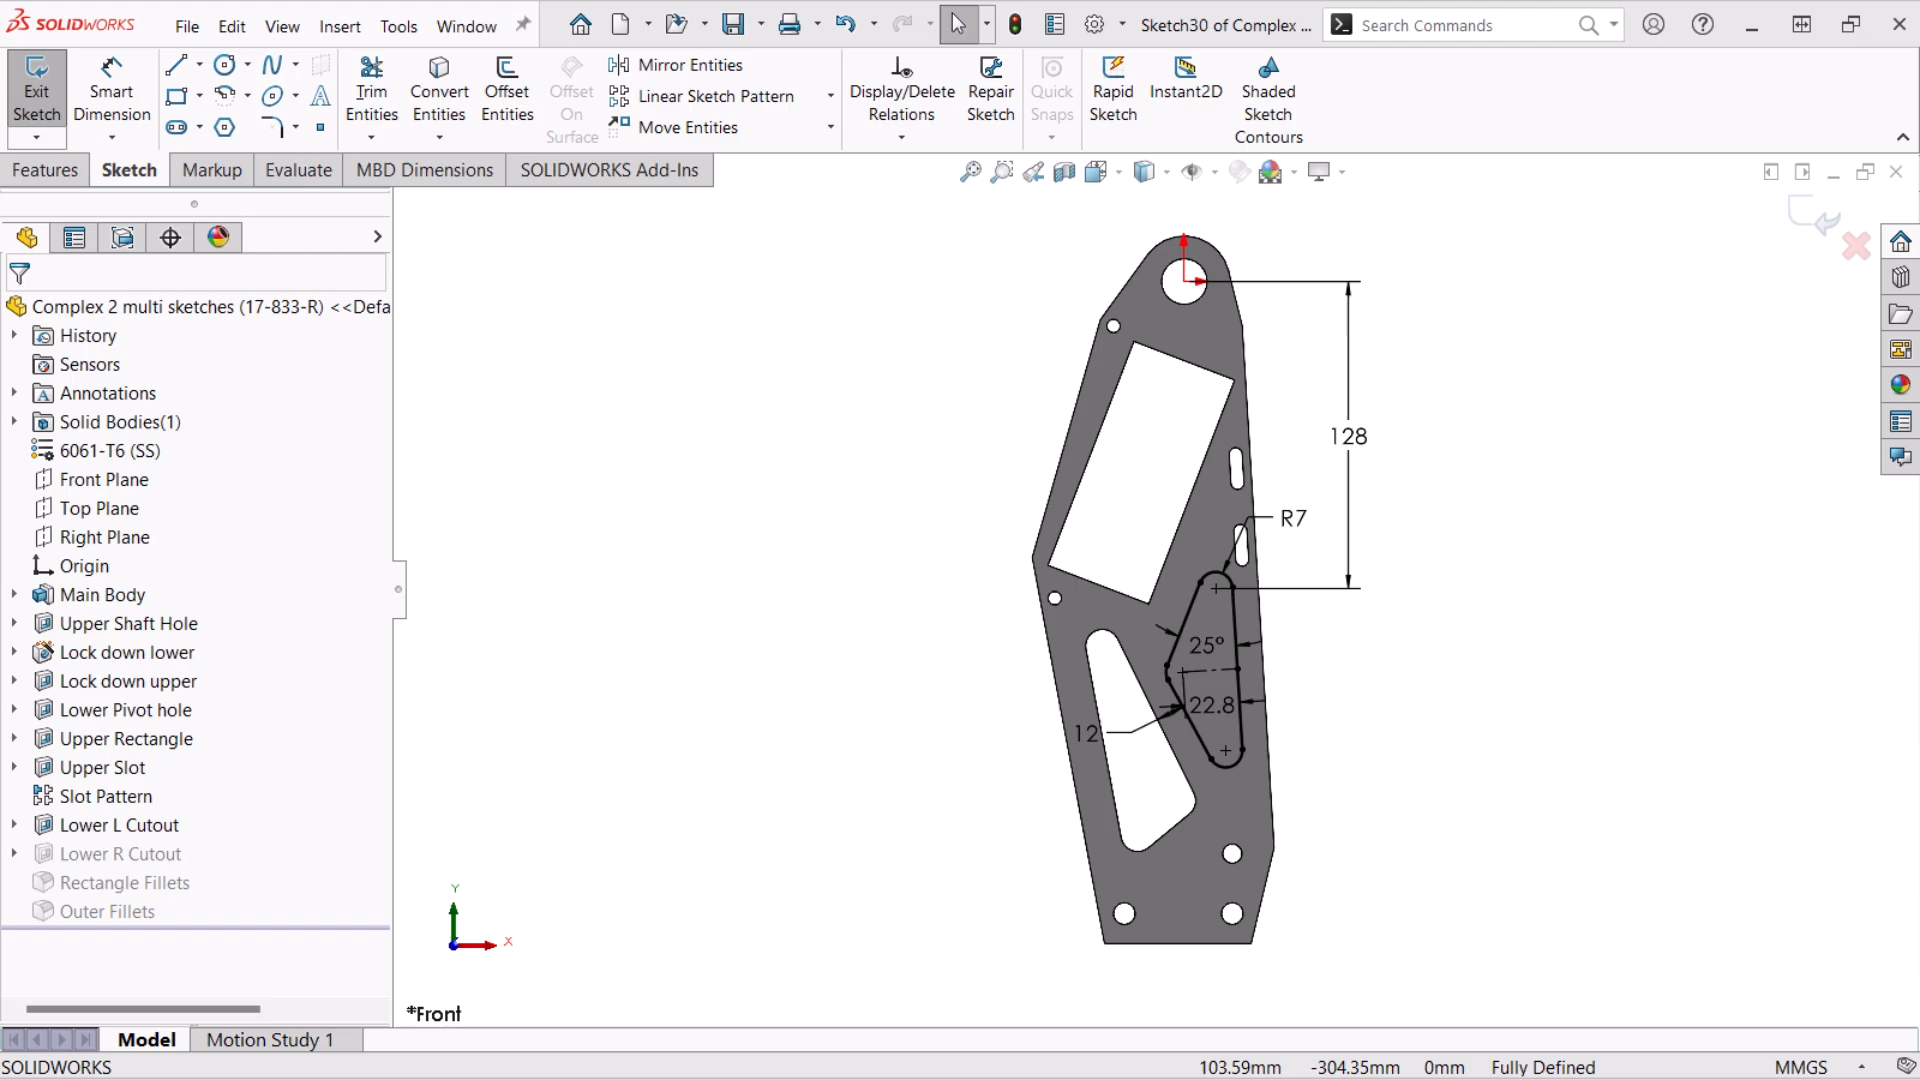 SOLIDWORKS
File Edit View Insert Tools Window
Sketch30 of Complex ...
Search Commands
Exit Sketch
Smart Dimension
Trim Entities
Convert Entities
Offset Entities
Offset On Surface
Mirror Entities
Linear Sketch Pattern
Move Entities
Display/Delete Relations
Repair Sketch
Quick Snaps
Rapid Sketch
Instant2D
Shaded Sketch Contours
Features Sketch Markup Evaluate MBD Dimensions SOLIDWORKS Add-Ins
Complex 2 multi sketches (17-833-R) <<Defa
History
Sensors
Annotations
Solid Bodies(1)
6061-T6 (SS)
Front Plane
Top Plane
Right Plane
Origin
Main Body
Upper Shaft Hole
Lock down lower
Lock down upper
Lower Pivot hole
Upper Rectangle
Upper Slot
Slot Pattern
Lower L Cutout
Lower R Cutout
Rectangle Fillets
Outer Fillets
128
R7
25°
22.8
12
Y
X
*Front
Model Motion Study 1
SOLIDWORKS
103.59mm -304.35mm 0mm Fully Defined MMGS